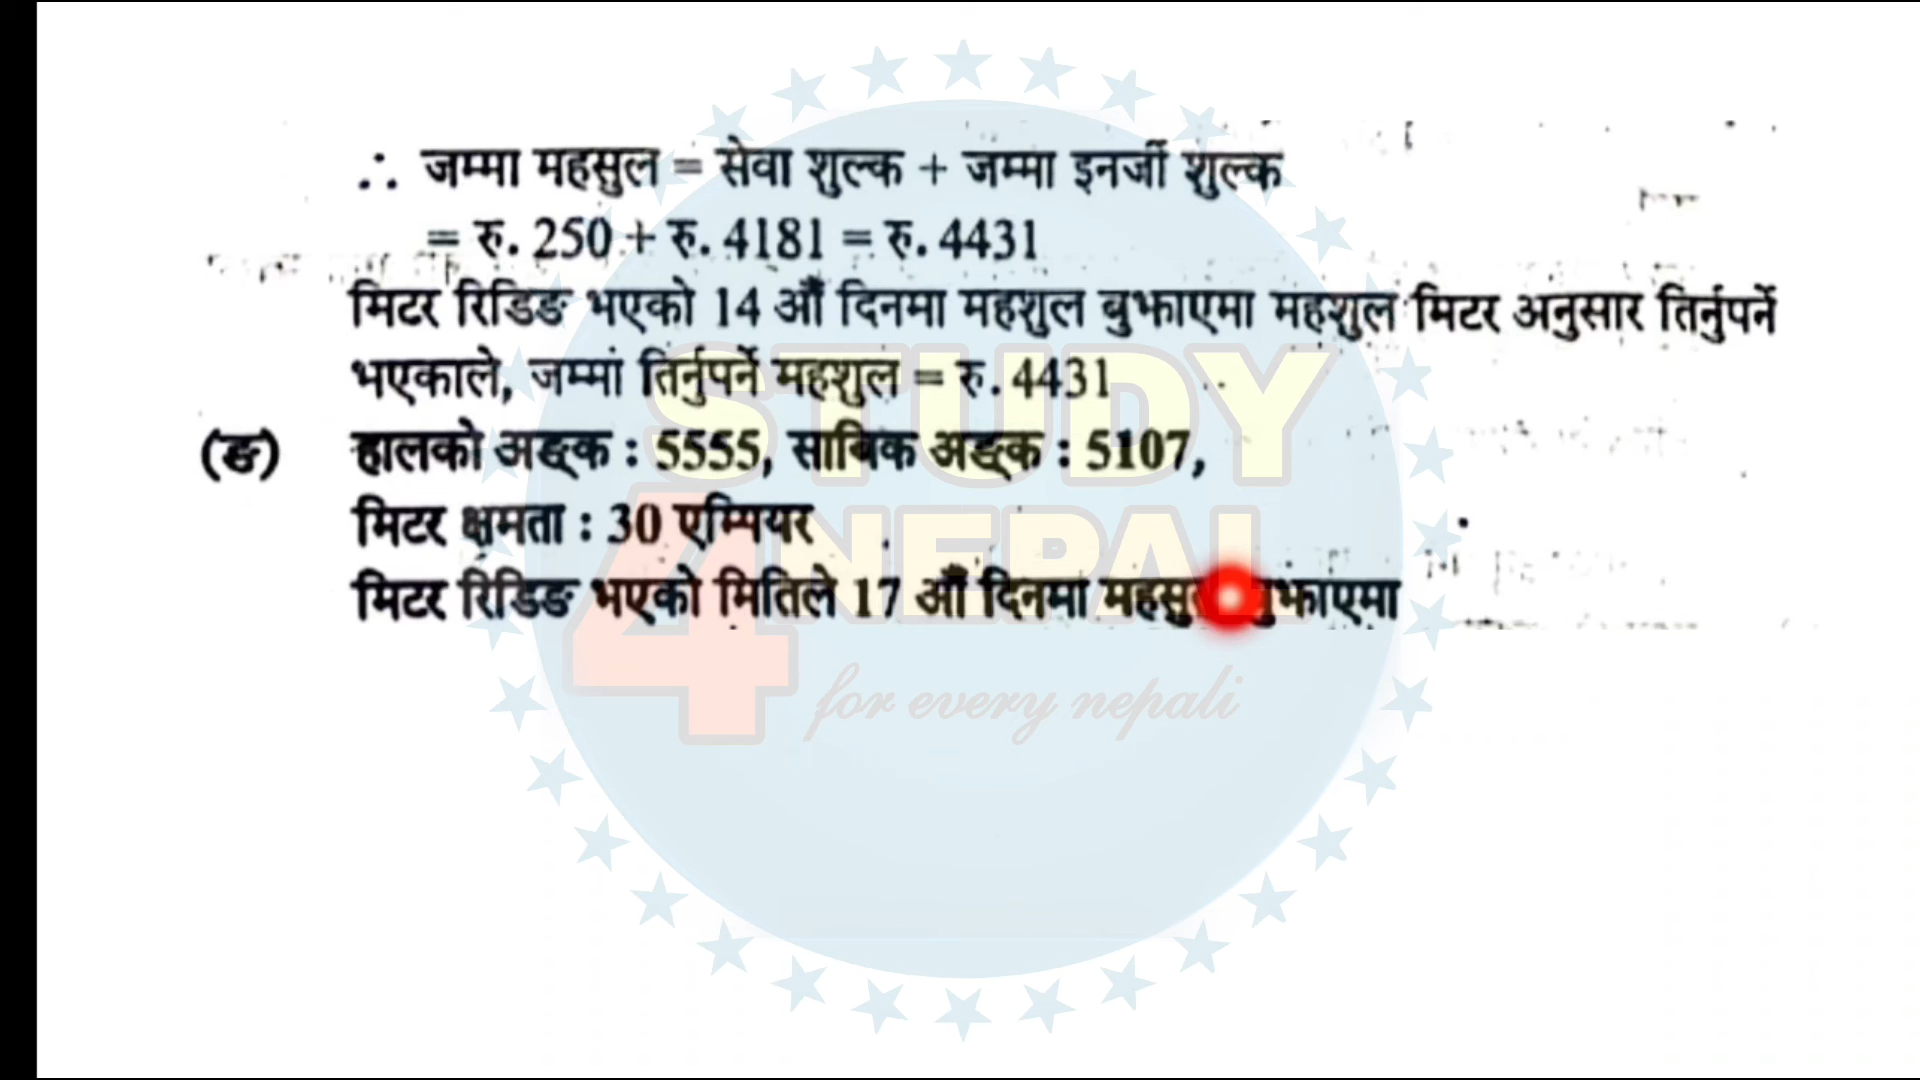 ∴ जम्मा महसुल = सेवा शुल्क + जम्मा इनर्जी शुल्क
= रु. 250 + रु. 4181 = रु. 4431
मिटर रिडिङ भएको 14 औं दिनमा महशुल बुझाएमा महशुल मिटर अनुसार तिर्नुपर्ने
भएकाले, जम्मा तिर्नुपर्ने महशुल = रु. 4431
(ङ) हालको अङ्क : 5555, साबिक अङ्क : 5107,
मिटर क्षमता : 30 एम्पियर
मिटर रिडिङ भएको मितिले 17 औं दिनमा बुझाएमा
STUDY
4 NEPAL
for every nepali